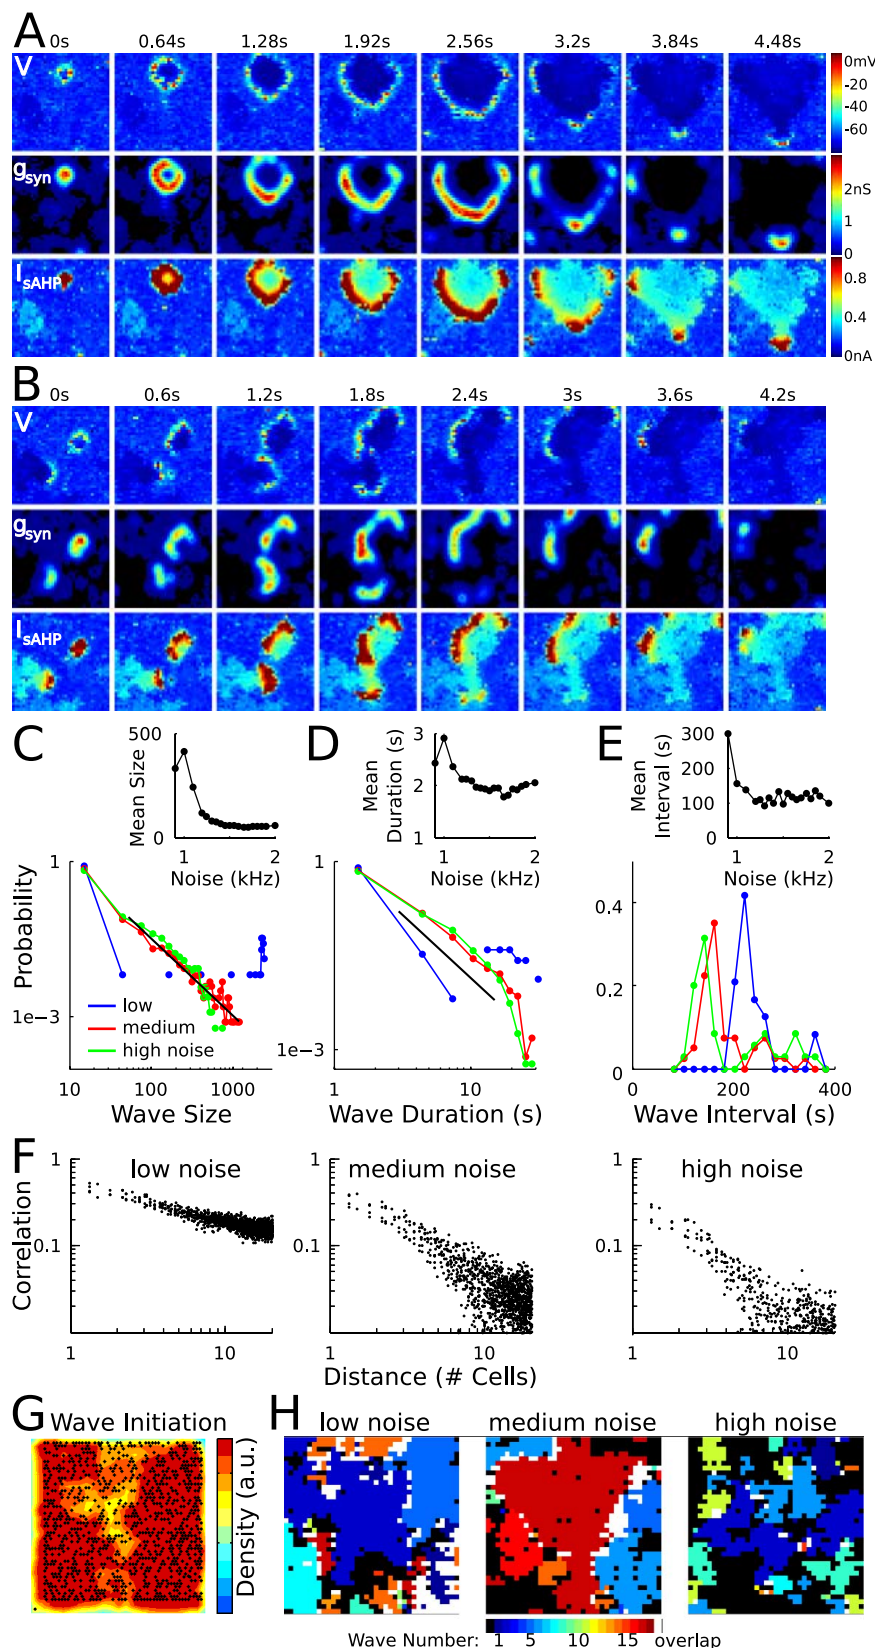 A
0s 0.64s 1.28s 1.92s 2.56s 3.2s 3.84s 4.48s
V
0mV
-20
-40
-60
gsyn
2nS
1
0
IsAHP
0.8
0.4
0nA
B
0s 0.6s 1.2s 1.8s 2.4s 3s 3.6s 4.2s
V
gsyn
IsAHP
C
500
Mean Size
0
1 2
Noise (kHz)
1
Probability
1e-3
low
medium
high noise
10 100 1000
Wave Size
D
3
Mean
Duration (s)
2
1
1 2
Noise (kHz)
1
1e-3
1 10
Wave Duration (s)
E
300
Mean
Interval (s)
200
100
0
1 2
Noise (kHz)
0.4
0.2
0
0 200 400
Wave Interval (s)
F
Correlation
low noise
1
0.1
1 10
medium noise
1
0.1
1 10
high noise
1
0.1
1 10
Distance (# Cells)
G
Wave Initiation
Density (a.u.)
H
low noise medium noise high noise
Wave Number: 1 5 10 15 overlap